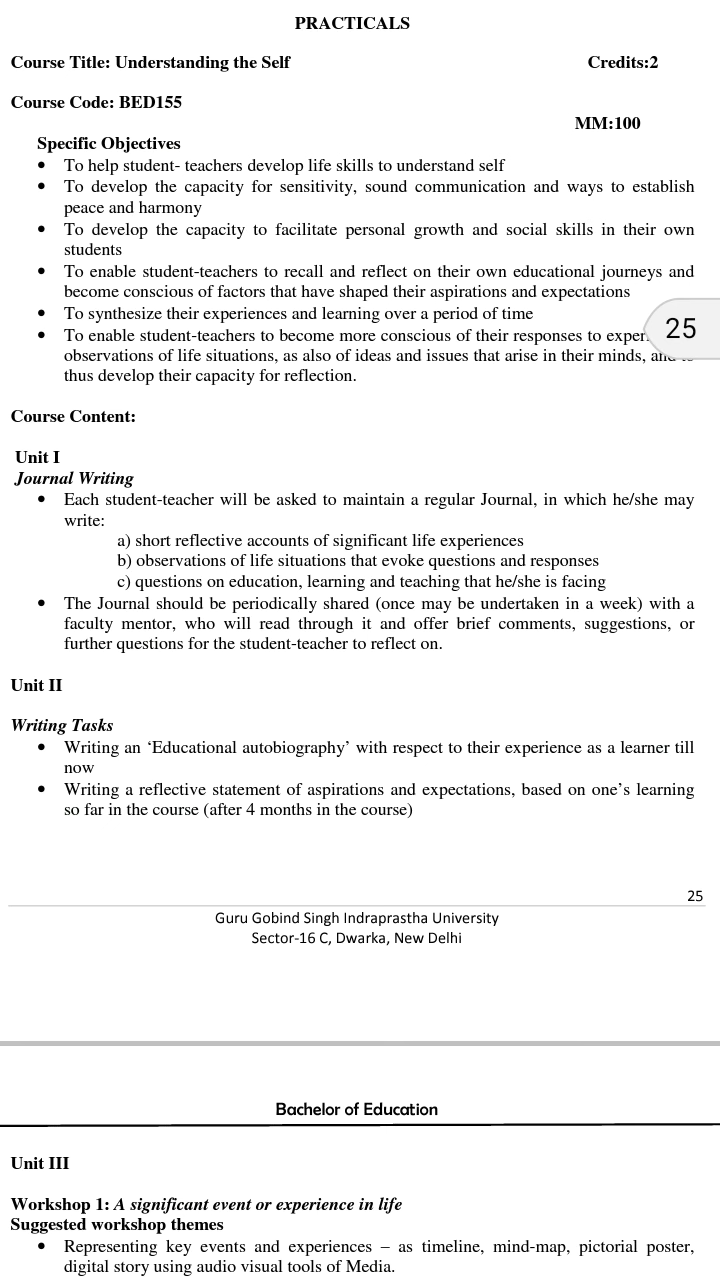 PRACTICALS
Course Title: Understanding the Self Credits:2
Course Code: BED155
MM:100
Specific Objectives
• To help student- teachers develop life skills to understand self
• To develop the capacity for sensitivity, sound communication and ways to establish
peace and harmony
• To develop the capacity to facilitate personal growth and social skills in their own
students
• To enable student-teachers to recall and reflect on their own educational journeys and
become conscious of factors that have shaped their aspirations and expectations
• To synthesize their experiences and learning over a period of time
25
• To enable student-teachers to become more conscious of their responses to
observations of life situations, as also of ideas and issues that arise in their minds,
thus develop their capacity for reflection.
Course Content:
Unit I
Journal Writing
• Each student-teacher will be asked to maintain a regular Journal, in which he/she may
write:
a) short reflective accounts of significant life experiences
b) observations of life situations that evoke questions and responses
c) questions on education, learning and teaching that he/she is facing
• The Journal should be periodically shared (once may be undertaken in a week) with a
faculty mentor, who will read through it and offer brief comments, suggestions, or
further questions for the student-teacher to reflect on.
Unit II
Writing Tasks
• Writing an ‘Educational autobiography’ with respect to their experience as a learner till
now
• Writing a reflective statement of aspirations and expectations, based on one’s learning
so far in the course (after 4 months in the course)
25
Guru Gobind Singh Indraprastha University
Sector-16 C, Dwarka, New Delhi
Bachelor of Education
Unit III
Workshop 1: A significant event or experience in life
Suggested workshop themes
• Representing key events and experiences – as timeline, mind-map, pictorial poster,
digital story using audio visual tools of Media.